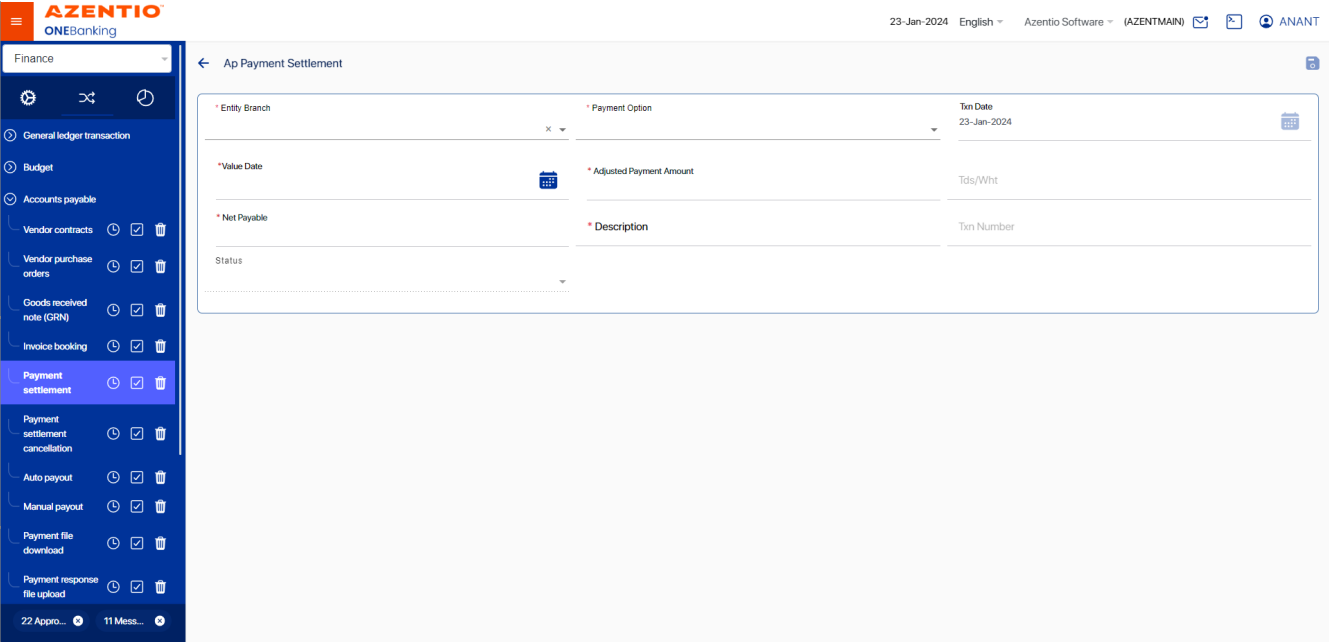 AZENTIO
ONEBanking
23-Jan-2024 English Azentio Software (AZENTMAIN) ANANT
Finance
General ledger transaction
Budget
Accounts payable
Vendor contracts
Vendor purchase
orders
Goods received
note (GRN)
Invoice booking
Payment
settlement
Payment
settlement
cancellation
Auto payout
Manual payout
Payment file
download
Payment response
file upload
22 Appro... 11 Mess...
Ap Payment Settlement
* Entity Branch
* Payment Option
Txn Date
23-Jan-2024
*Value Date
* Adjusted Payment Amount
Tds/Wht
* Net Payable
* Description
Txn Number
Status